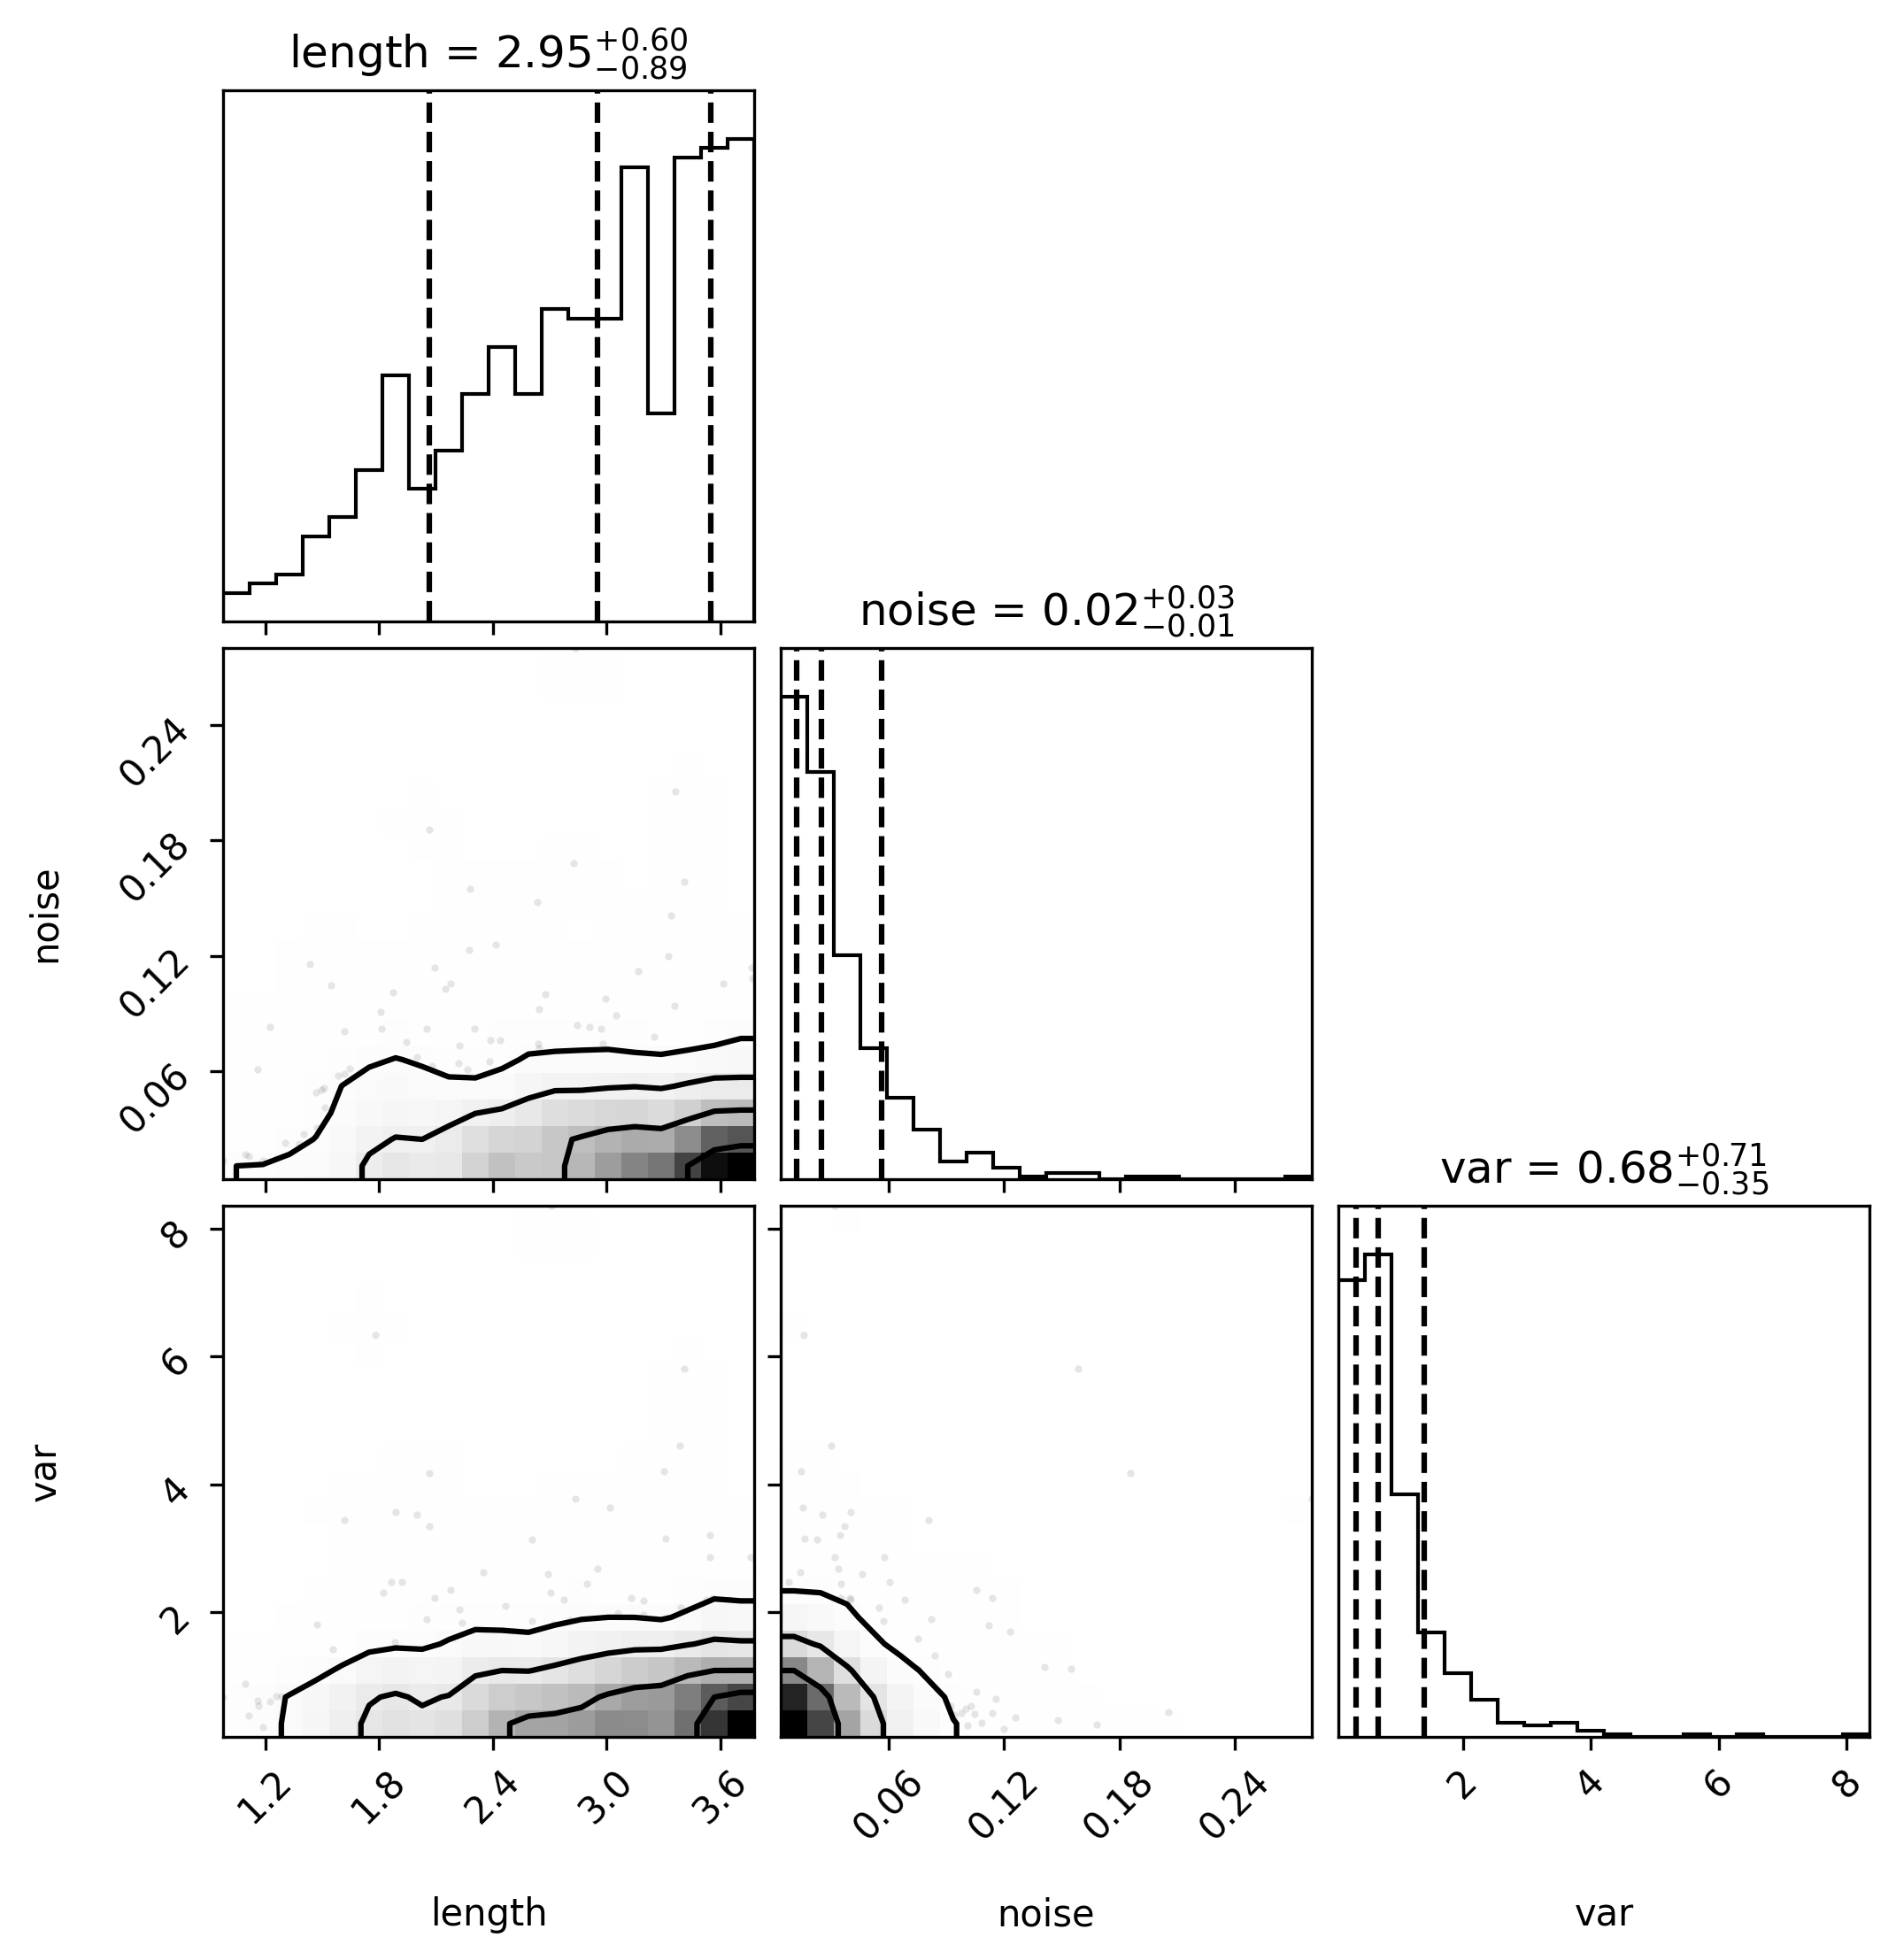 length = 2.95+0.60−0.89
noise = 0.02+0.03−0.01
0.24
0.18
0.12
0.06
noise
var = 0.68+0.71−0.35
8
6
4
2
var
1.2 1.8 2.4 3.0 3.6
0.06 0.12 0.18 0.24
2 4 6 8
length
noise
var